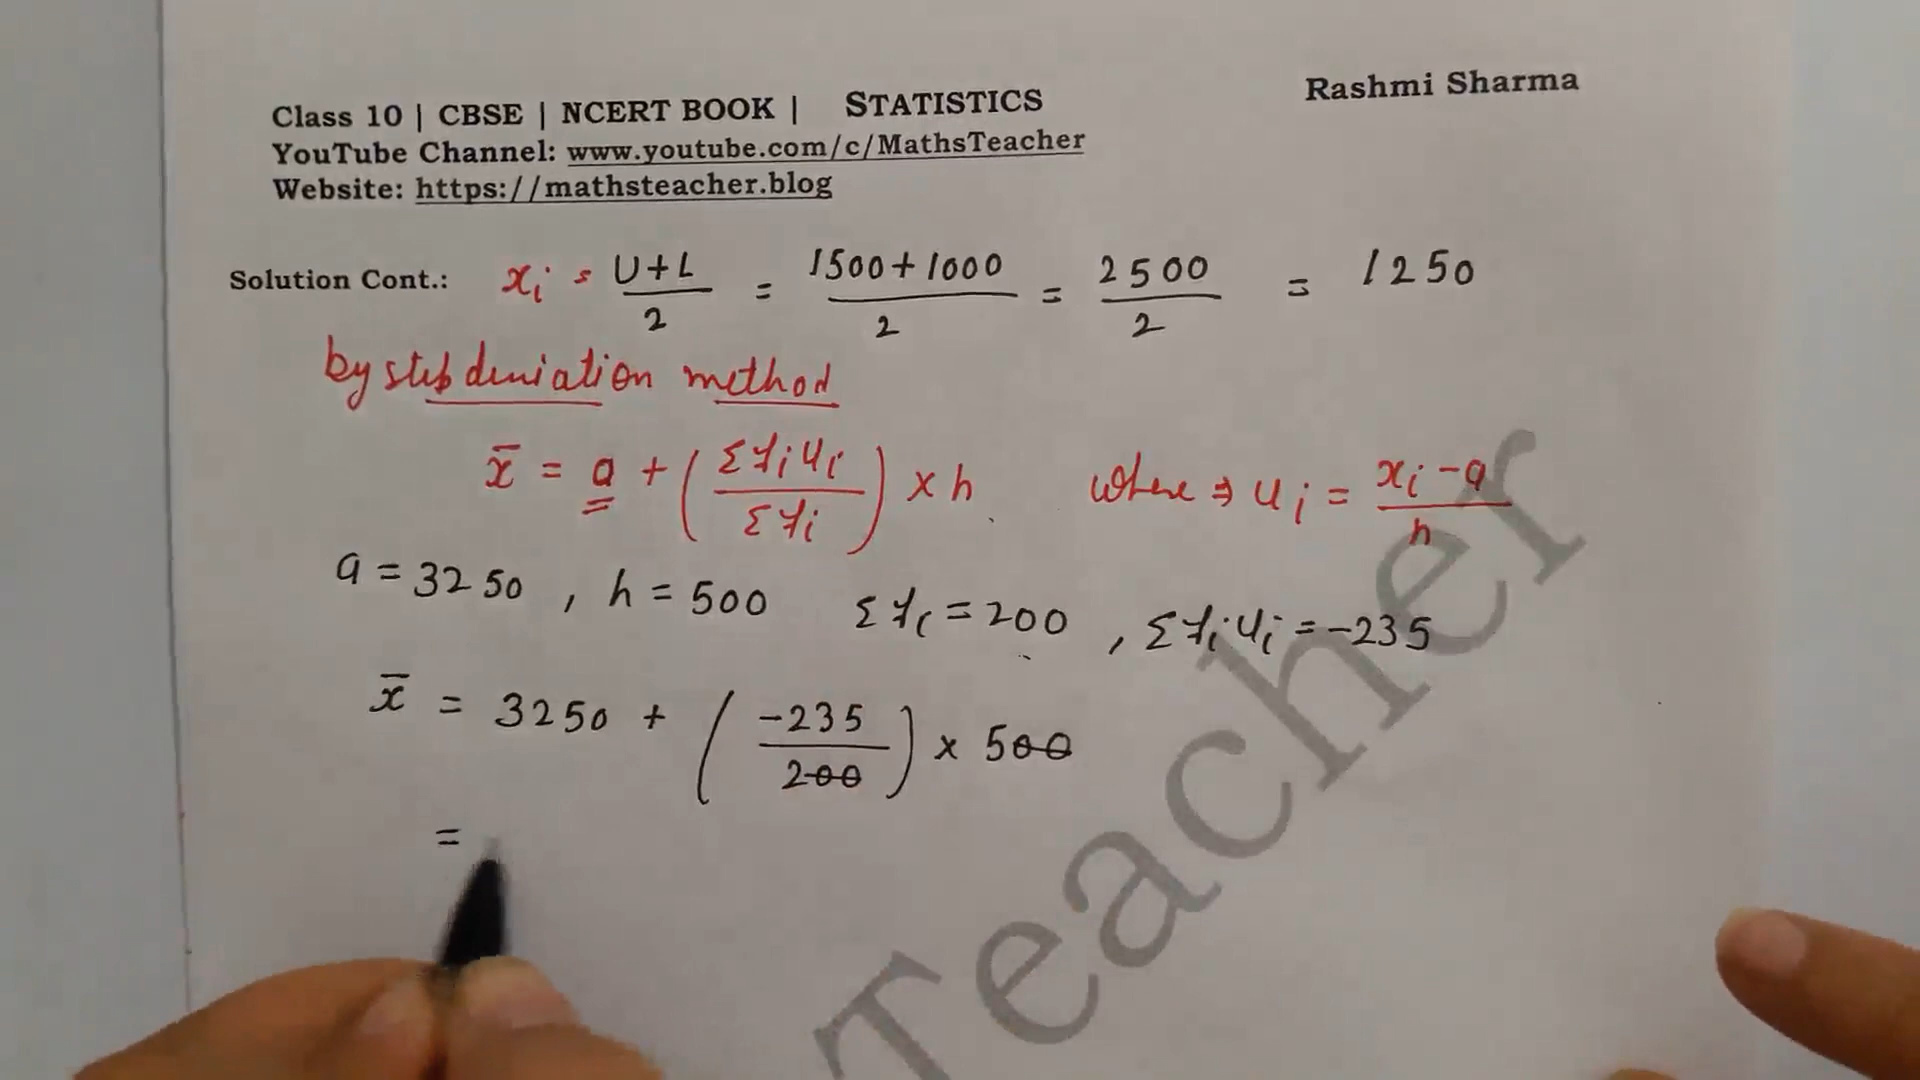 Class 10 | CBSE | NCERT BOOK | STATISTICS
Rashmi Sharma
YouTube Channel: www.youtube.com/c/MathsTeacher
Website: https://mathsteacher.blog
Solution Cont.: xi = U+L/2 = 1500+1000/2 = 2500/2 = 1250
by step deviation method
x̄ = a + (Σfiui/Σfi) × h where ⇒ ui = xi-a/h
a = 3250 , h = 500 Σfi = 200 , Σfiui = -235
x̄ = 3250 + (-235/200) × 500
=
Teacher